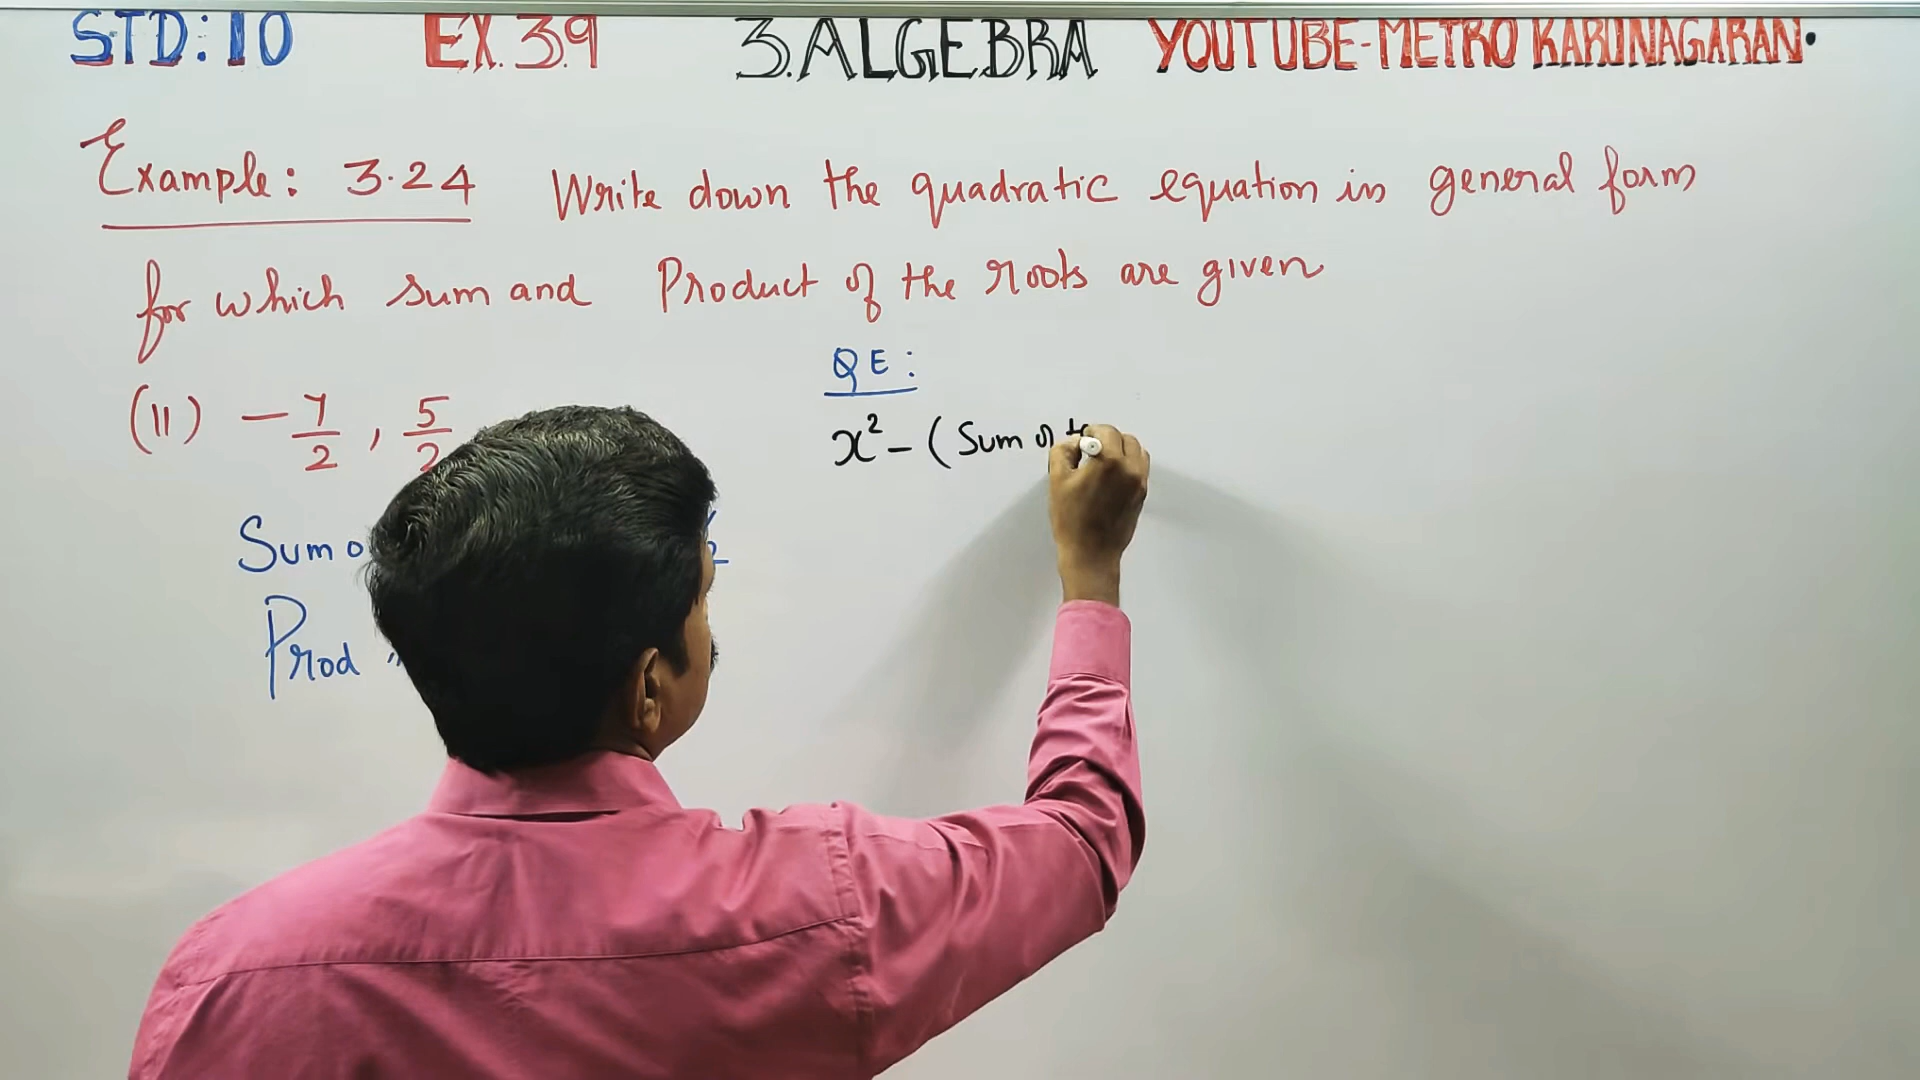 STD:10 EX.3.9 3.ALGEBRA YOUTUBE-METRO KARUNAGARAN.
Example: 3.24 Write down the quadratic equation in general form
for which sum and Product of the roots are given
(II) -7/2, 5/2
QE:
x² - (Sum of
Sum
Prod "